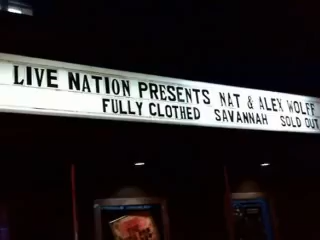 LIVE NATION PRESENTS NAT & ALEX WOLFF
FULLY CLOTHED SAVANNAH SOLD OUT